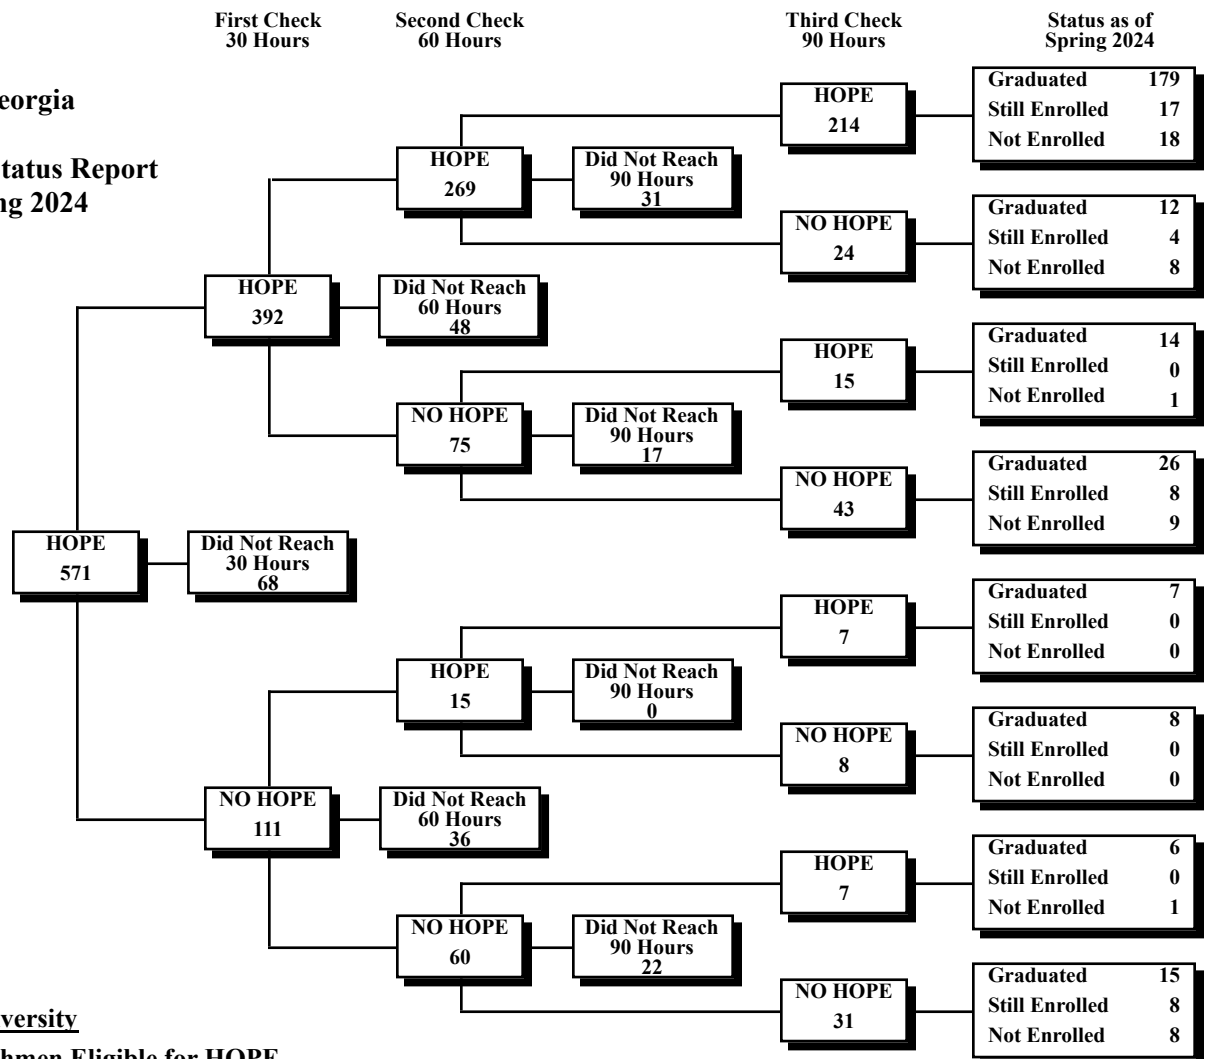 First Check
30 Hours
Second Check
60 Hours
Third Check
90 Hours
Status as of
Spring 2024
Status Report
2024
HOPE
571
Did Not Reach
30 Hours
68
HOPE
392
Did Not Reach
60 Hours
48
HOPE
269
Did Not Reach
90 Hours
31
HOPE
214
Graduated 179
Still Enrolled 17
Not Enrolled 18
NO HOPE
24
Graduated 12
Still Enrolled 4
Not Enrolled 8
NO HOPE
75
Did Not Reach
90 Hours
17
HOPE
15
Graduated 14
Still Enrolled 0
Not Enrolled 1
NO HOPE
43
Graduated 26
Still Enrolled 8
Not Enrolled 9
NO HOPE
111
Did Not Reach
60 Hours
36
HOPE
15
Did Not Reach
90 Hours
0
HOPE
7
Graduated 7
Still Enrolled 0
Not Enrolled 0
NO HOPE
8
Graduated 8
Still Enrolled 0
Not Enrolled 0
NO HOPE
60
Did Not Reach
90 Hours
22
HOPE
7
Graduated 6
Still Enrolled 0
Not Enrolled 1
NO HOPE
31
Graduated 15
Still Enrolled 8
Not Enrolled 8
Eligible for HOPE